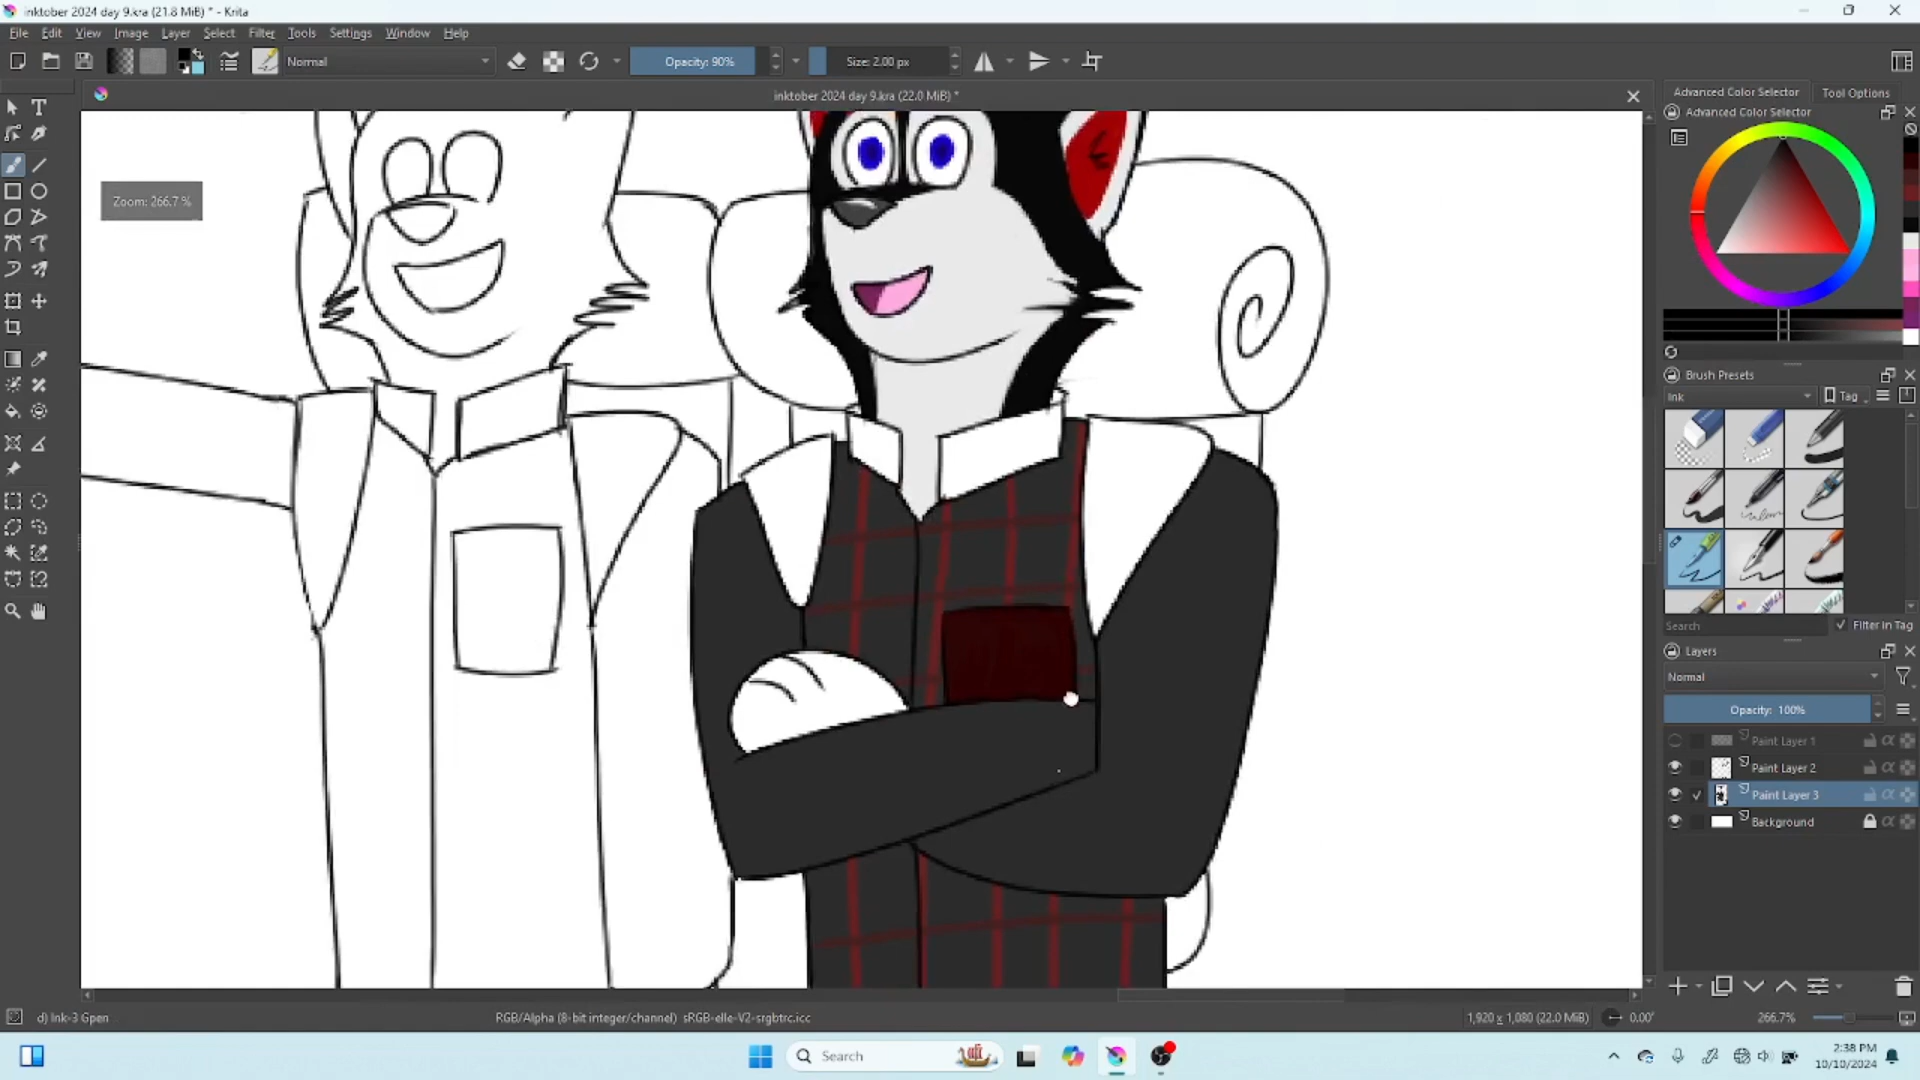 inktober 2024 day 9.kra (21.8 MiB) * - Krita
File Edit View Image Layer Select Filter Tools Settings Window Help
Normal
Opacity: 90%
Size: 2.00 px
inktober 2024 day 9.kra (22.0 MiB) *
Advanced Color Selector
Tool Options
Advanced Color Selector
Zoom: 266.7 %
Brush Presets
Ink
Tag
Search
Filter in Tag
Layers
Normal
Opacity: 100%
Paint Layer 1
Paint Layer 2
Paint Layer 3
Background
d) Ink-3 Gpen
RGB/Alpha (8-bit integer/channel) sRGB-elle-V2-srgbtrc.icc
1,920 x 1,080 (22.0 MiB)
0.00°
266.7%
Search
2:38 PM
10/10/2024